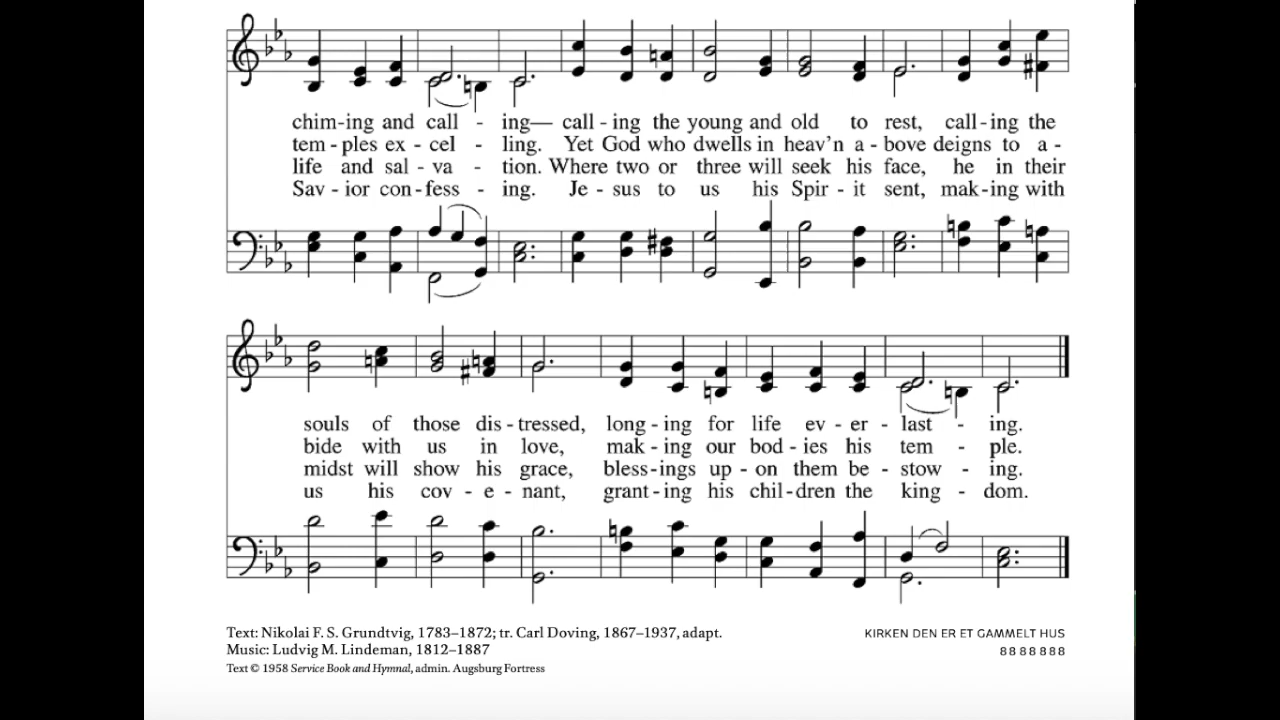 chim-ing and call - ing— call - ing the young and old to rest, call - ing the
tem - ples ex - cel - ling. Yet God who dwells in heav'n a - bove deigns to a -
life and sal - va - tion. Where two or three will seek his face, he in their
Sav - ior con - fess - ing. Je - sus to us his Spir - it sent, mak - ing with
souls of those dis - tressed, long - ing for life ev - er - last - ing.
bide with us in love, mak - ing our bod - ies his tem - ple.
midst will show his grace, bless - ings up - on them be - stow - ing.
us his cov - e - nant, grant - ing his chil - dren the king - dom.
Text: Nikolai F. S. Grundtvig, 1783–1872; tr. Carl Doving, 1867–1937, adapt.
KIRKEN DEN ER ET GAMMELT HUS
Music: Ludvig M. Lindeman, 1812–1887
8 8 8 8 8 8 8
Text © 1958 Service Book and Hymnal, admin. Augsburg Fortress